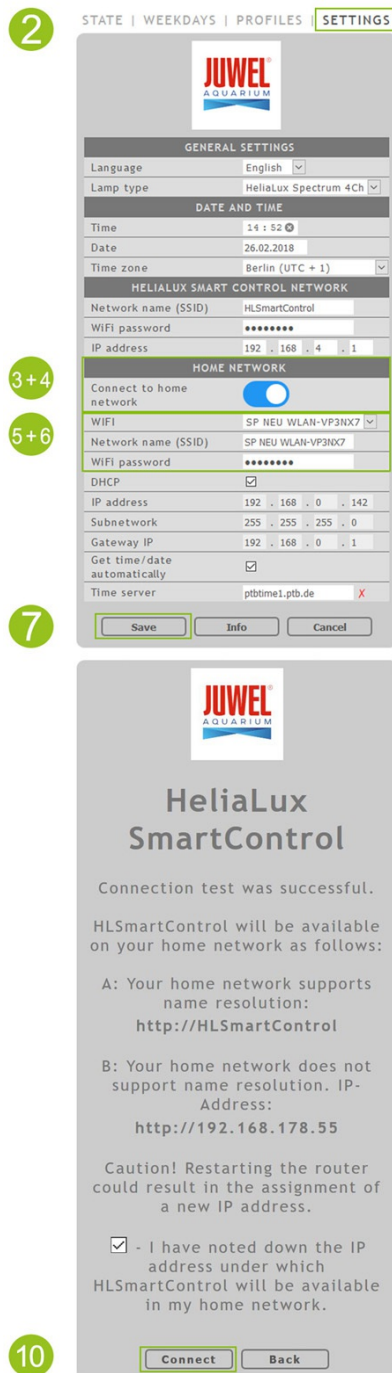 2
STATE | WEEKDAYS | PROFILES | SETTINGS
JUWEL®
AQUARIUM
GENERAL SETTINGS
Language English
Lamp type HeliaLux Spectrum 4Ch
DATE AND TIME
Time 14 : 52
Date 26.02.2018
Time zone Berlin (UTC + 1)
HELIALUX SMART CONTROL NETWORK
Network name (SSID) HLSmartControl
WiFi password ••••••••
IP address 192 . 168 . 4 . 1
HOME NETWORK
3+4
Connect to home
network
5+6
WIFI SP NEU WLAN-VP3NX7
Network name (SSID) SP NEU WLAN-VP3NX7
WiFi password ••••••••
DHCP
IP address 192 . 168 . 0 . 142
Subnetwork 255 . 255 . 255 . 0
Gateway IP 192 . 168 . 0 . 1
Get time/date
automatically
Time server ptbtime1.ptb.de X
7
Save Info Cancel
JUWEL®
AQUARIUM
HeliaLux
SmartControl
Connection test was successful.
HLSmartControl will be available
on your home network as follows:
A: Your home network supports
name resolution:
http://HLSmartControl
B: Your home network does not
support name resolution. IP-
Address:
http://192.168.178.55
Caution! Restarting the router
could result in the assignment of
a new IP address.
- I have noted down the IP
address under which
HLSmartControl will be available
in my home network.
10
Connect Back